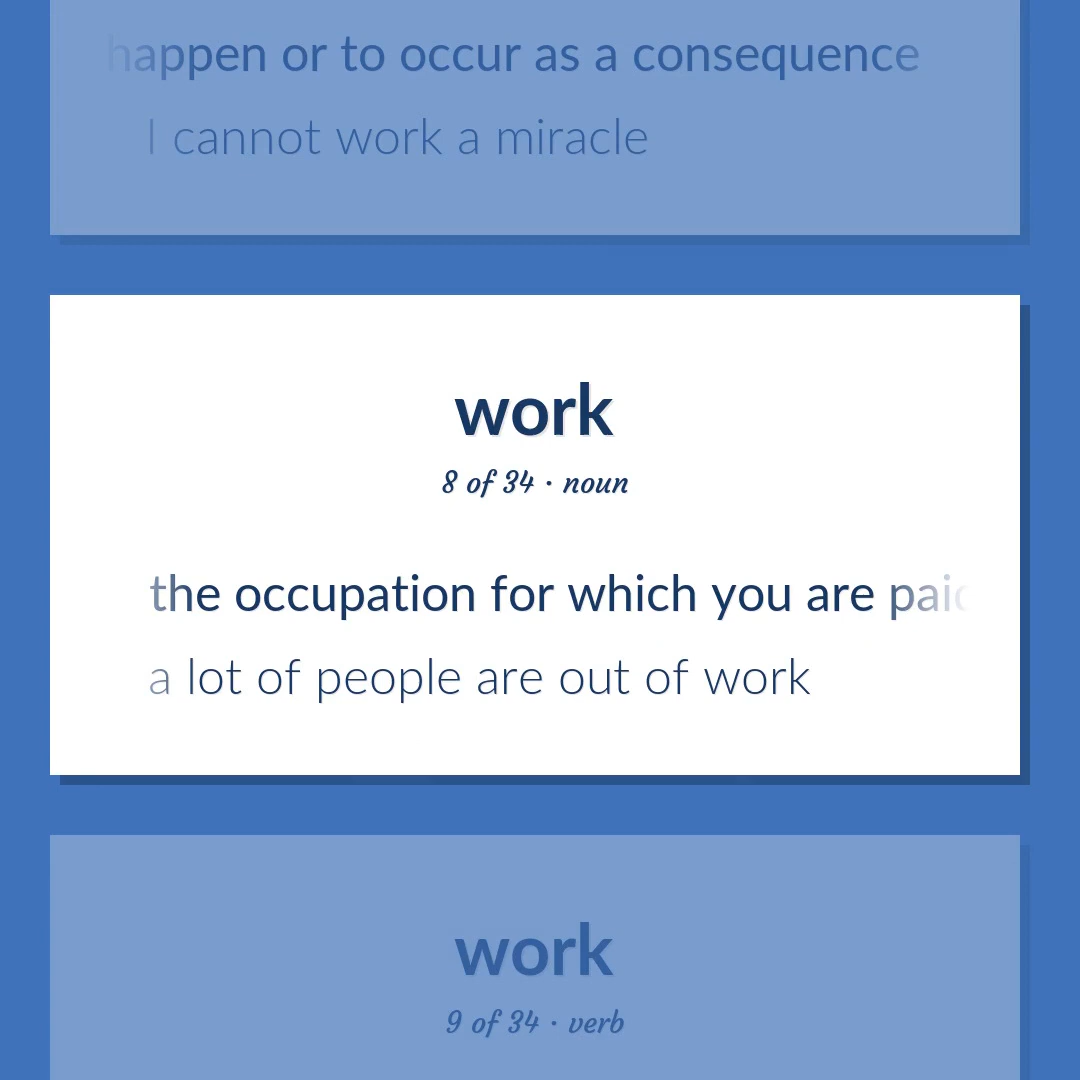 happen or to occur as a consequence
I cannot work a miracle
work
8 of 34 · noun
the occupation for which you are paid
a lot of people are out of work
work
9 of 34 · verb